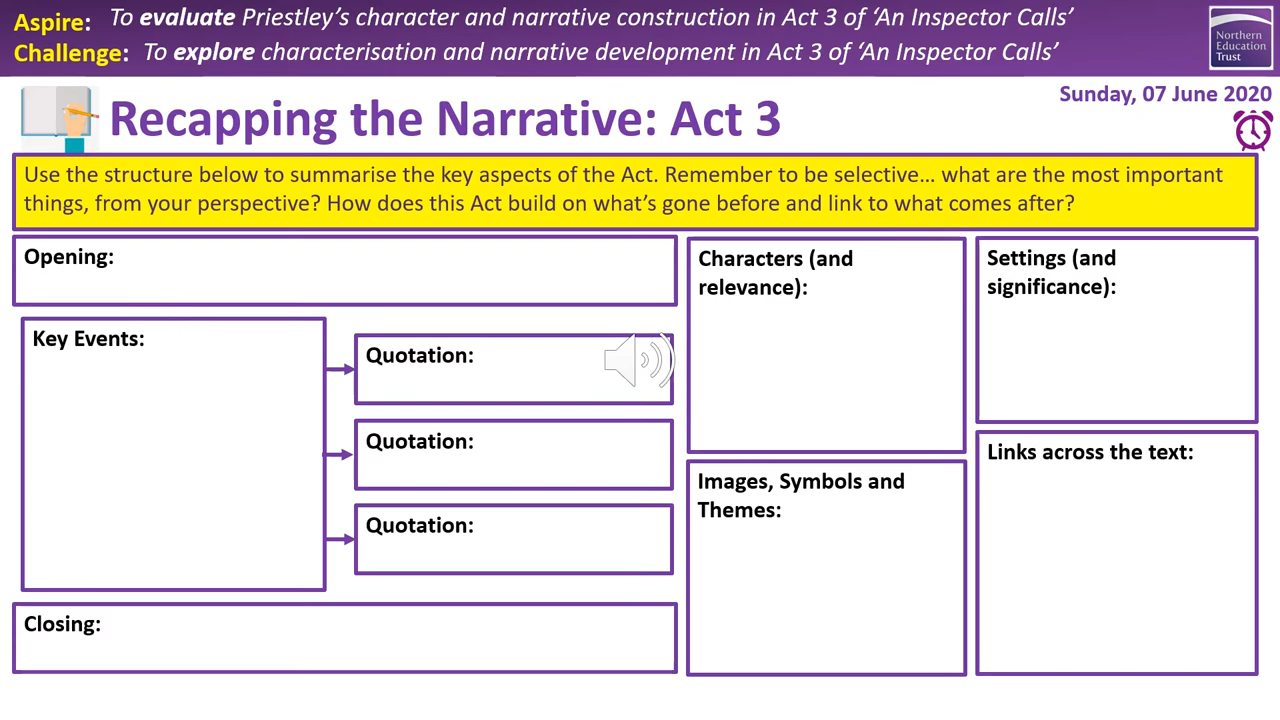 Aspire: To evaluate Priestley’s character and narrative construction in Act 3 of ‘An Inspector Calls’
Challenge: To explore characterisation and narrative development in Act 3 of ‘An Inspector Calls’
Northern
Education
Trust
Sunday, 07 June 2020
Recapping the Narrative: Act 3
Use the structure below to summarise the key aspects of the Act. Remember to be selective… what are the most important
things, from your perspective? How does this Act build on what’s gone before and link to what comes after?
Opening:
Key Events:
Quotation:
Quotation:
Quotation:
Closing:
Characters (and
relevance):
Images, Symbols and
Themes:
Settings (and
significance):
Links across the text: